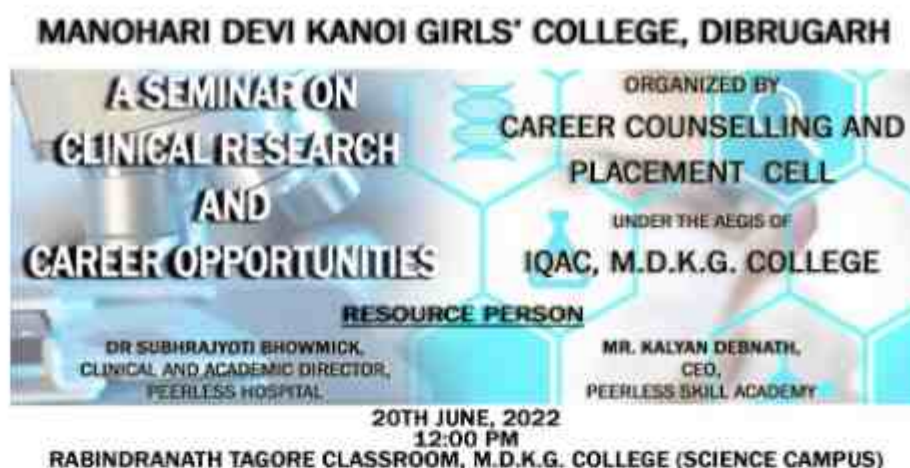 MANOHARI DEVI KANOI GIRLS' COLLEGE, DIBRUGARH
A SEMINAR ON
CLINICAL RESEARCH
AND
CAREER OPPORTUNITIES
ORGANIZED BY
CAREER COUNSELLING AND
PLACEMENT CELL
UNDER THE AEGIS OF
IQAC, M.D.K.G. COLLEGE
RESOURCE PERSON
DR SUBHRAJYOTI BHOWMICK,
CLINICAL AND ACADEMIC DIRECTOR,
PEERLESS HOSPITAL
MR. KALYAN DEBNATH,
CEO,
PEERLESS SKILL ACADEMY
20TH JUNE, 2022
12:00 PM
RABINDRANATH TAGORE CLASSROOM, M.D.K.G. COLLEGE (SCIENCE CAMPUS)